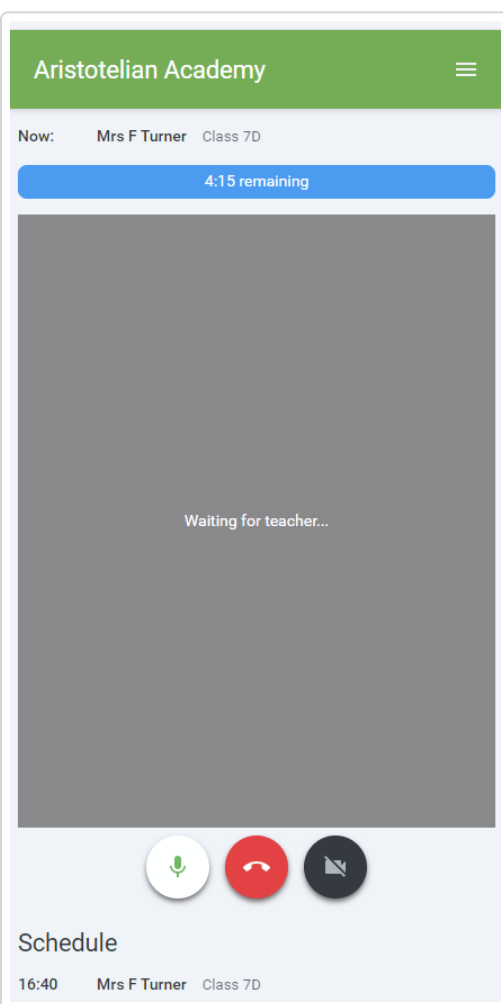 Aristotelian Academy
Now: Mrs F Turner Class 7D
4:15 remaining
Waiting for teacher...
Schedule
16:40 Mrs F Turner Class 7D